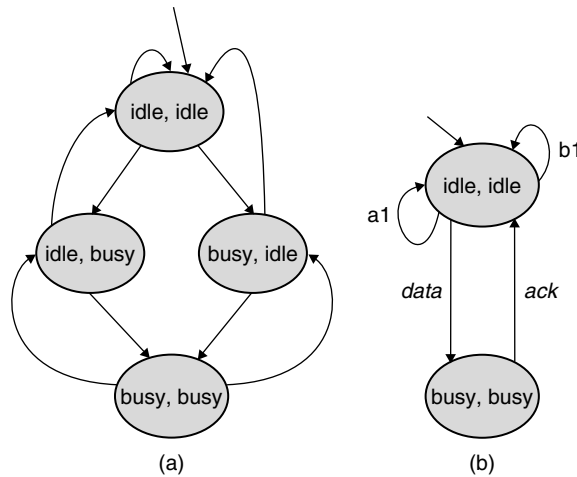 idle, idle
idle, busy
busy, idle
busy, busy
(a)
idle, idle
b1
a1
data
ack
busy, busy
(b)